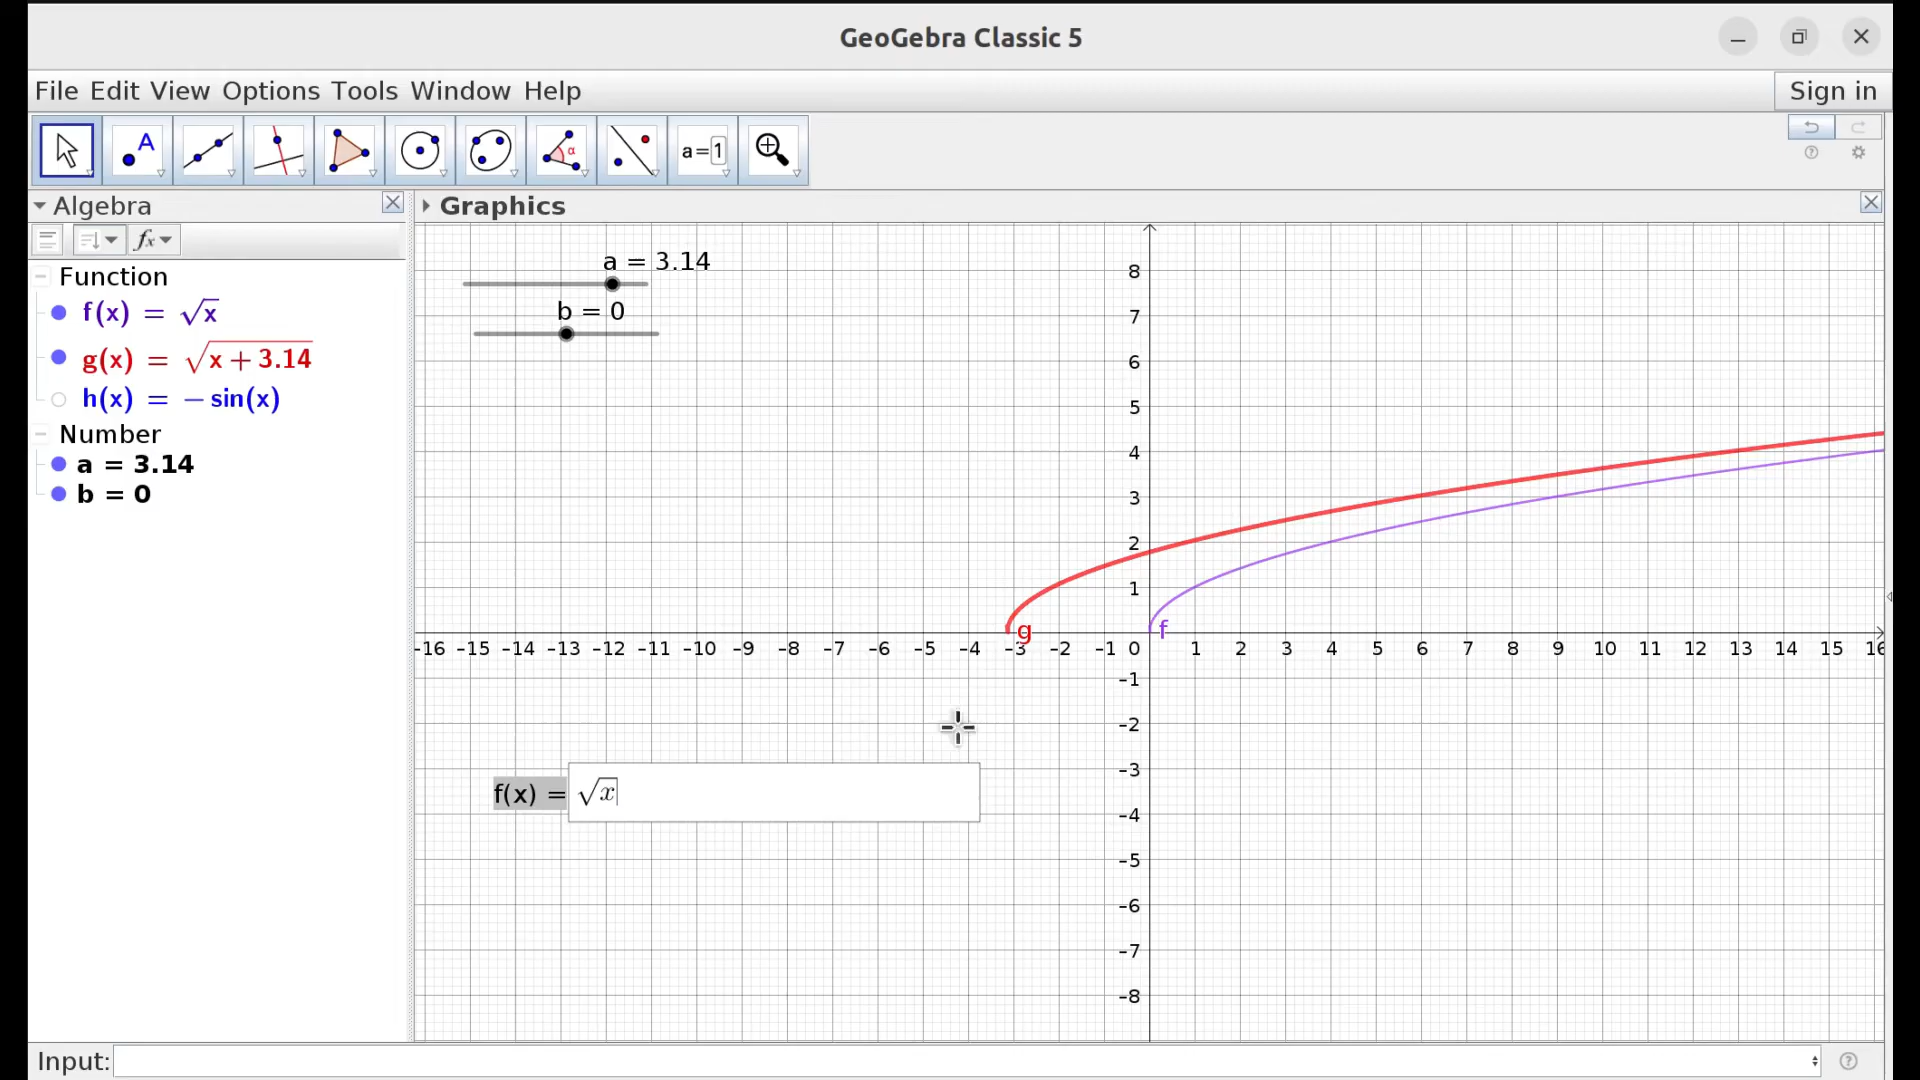 GeoGebra Classic 5
File Edit View Options Tools Window Help
Sign in
A
α
a=1
Algebra
Graphics
fx
Function
f(x) = √x
g(x) = √(x + 3.14)
h(x) = – sin(x)
Number
a = 3.14
b = 0
a = 3.14
b = 0
8
7
6
5
4
3
2
1
g
f
-16 -15 -14 -13 -12 -11 -10 -9 -8 -7 -6 -5 -4 -3 -2 -1 0 1 2 3 4 5 6 7 8 9 10 11 12 13 14 15 16
-1
-2
-3
-4
-5
-6
-7
-8
f(x) = √x
Input: